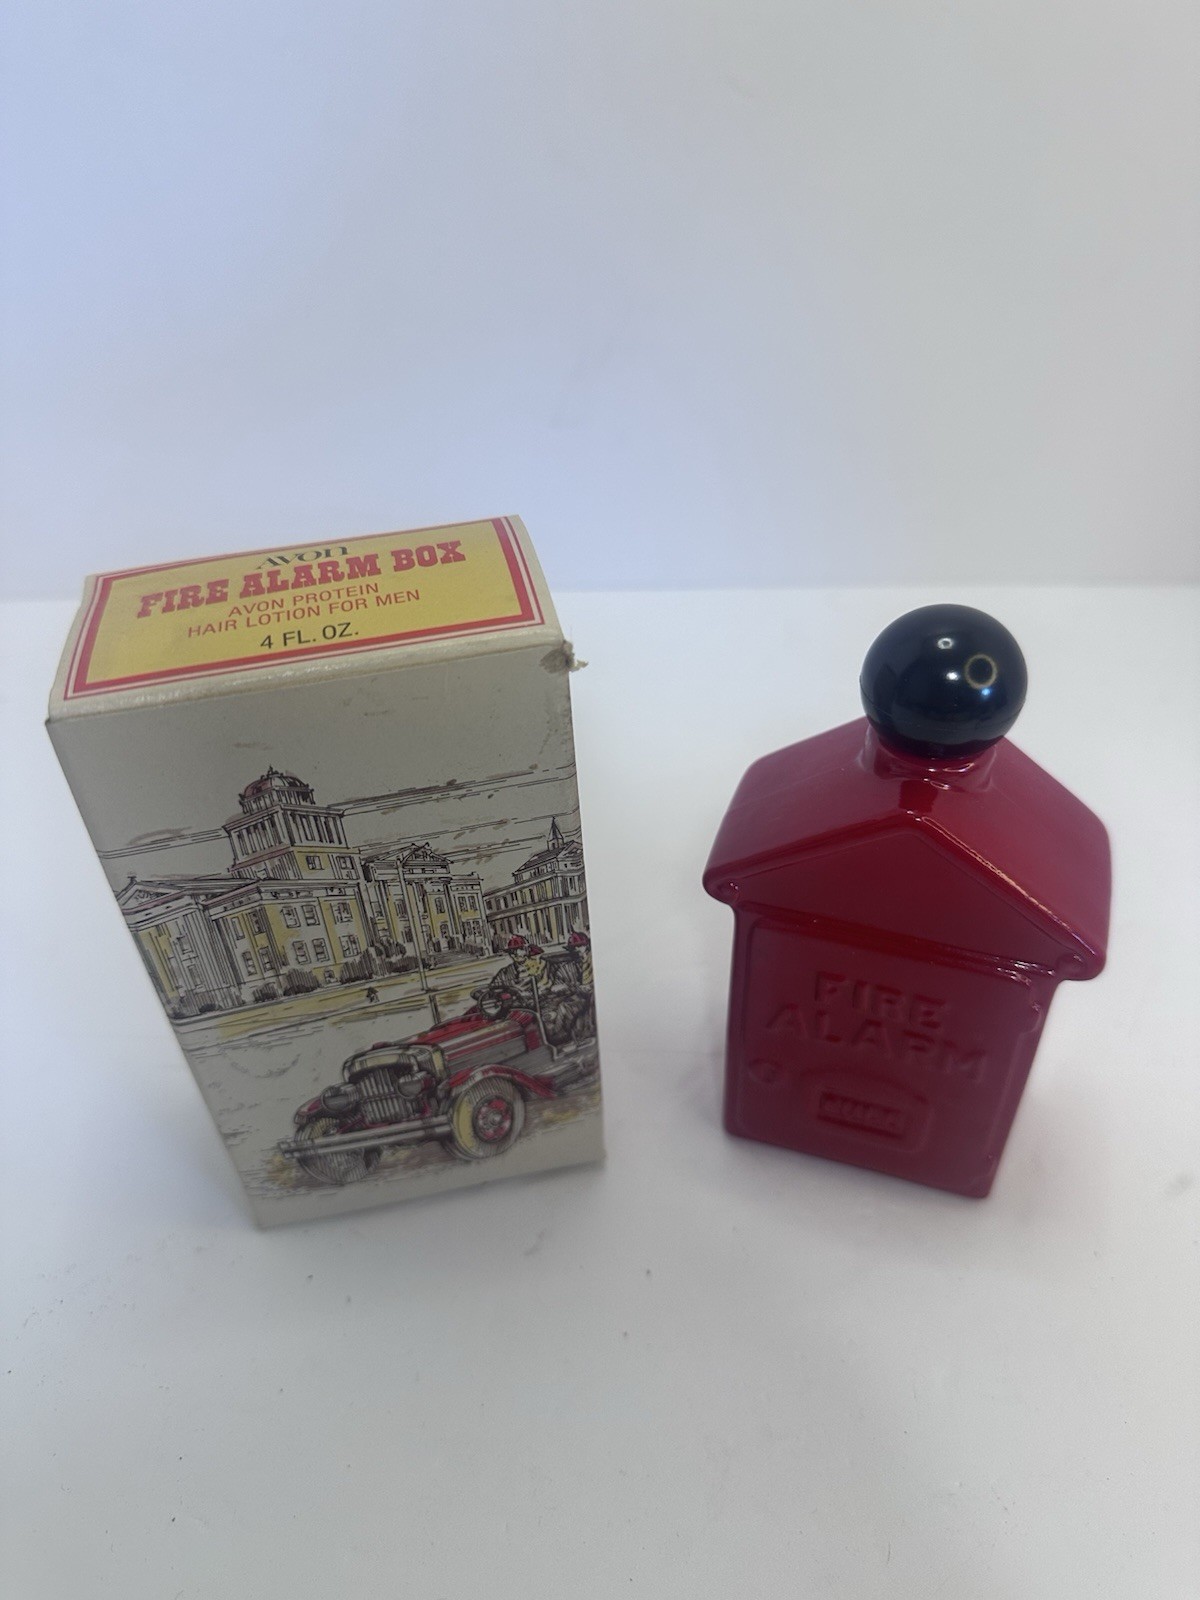 AVON
FIRE ALARM BOX
AVON PROTEIN
HAIR LOTION FOR MEN
4 FL. OZ.
FIRE
ALARM